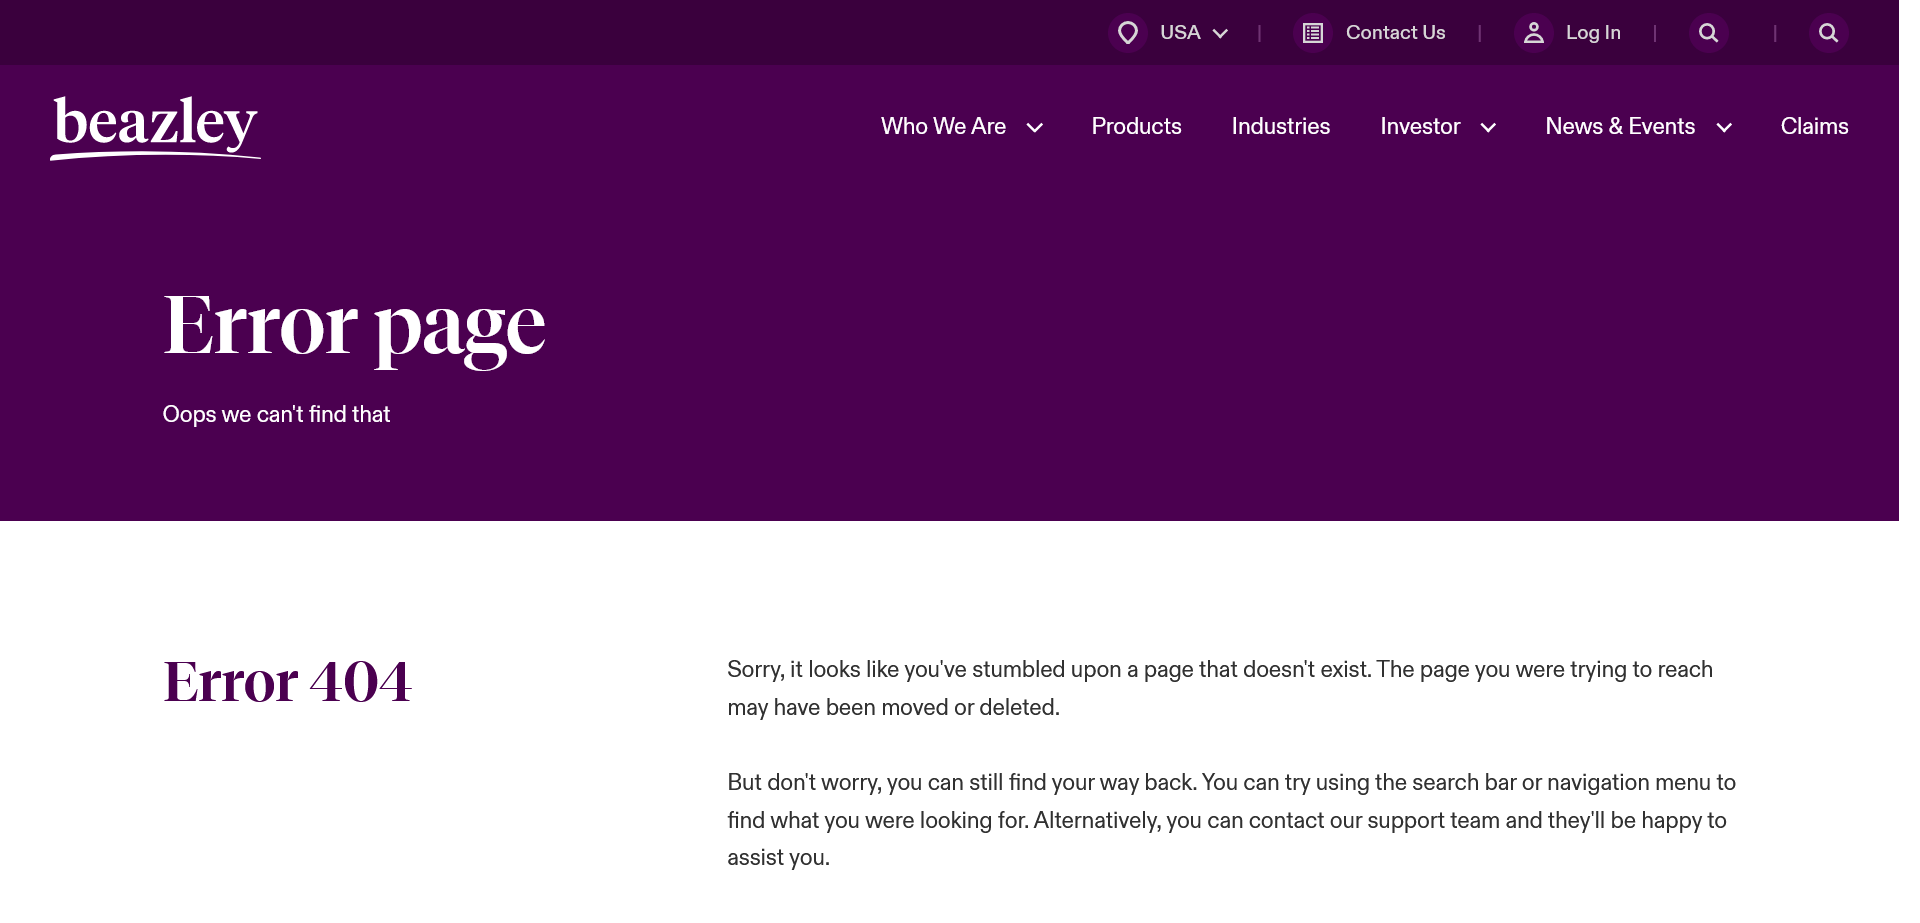 USA | Contact Us | Log In | |
beazley
Who We Are Products Industries Investor News & Events Claims
Error page
Oops we can't find that
Error 404
Sorry, it looks like you've stumbled upon a page that doesn't exist. The page you were trying to reach
may have been moved or deleted.
But don't worry, you can still find your way back. You can try using the search bar or navigation menu to
find what you were looking for. Alternatively, you can contact our support team and they'll be happy to
assist you.